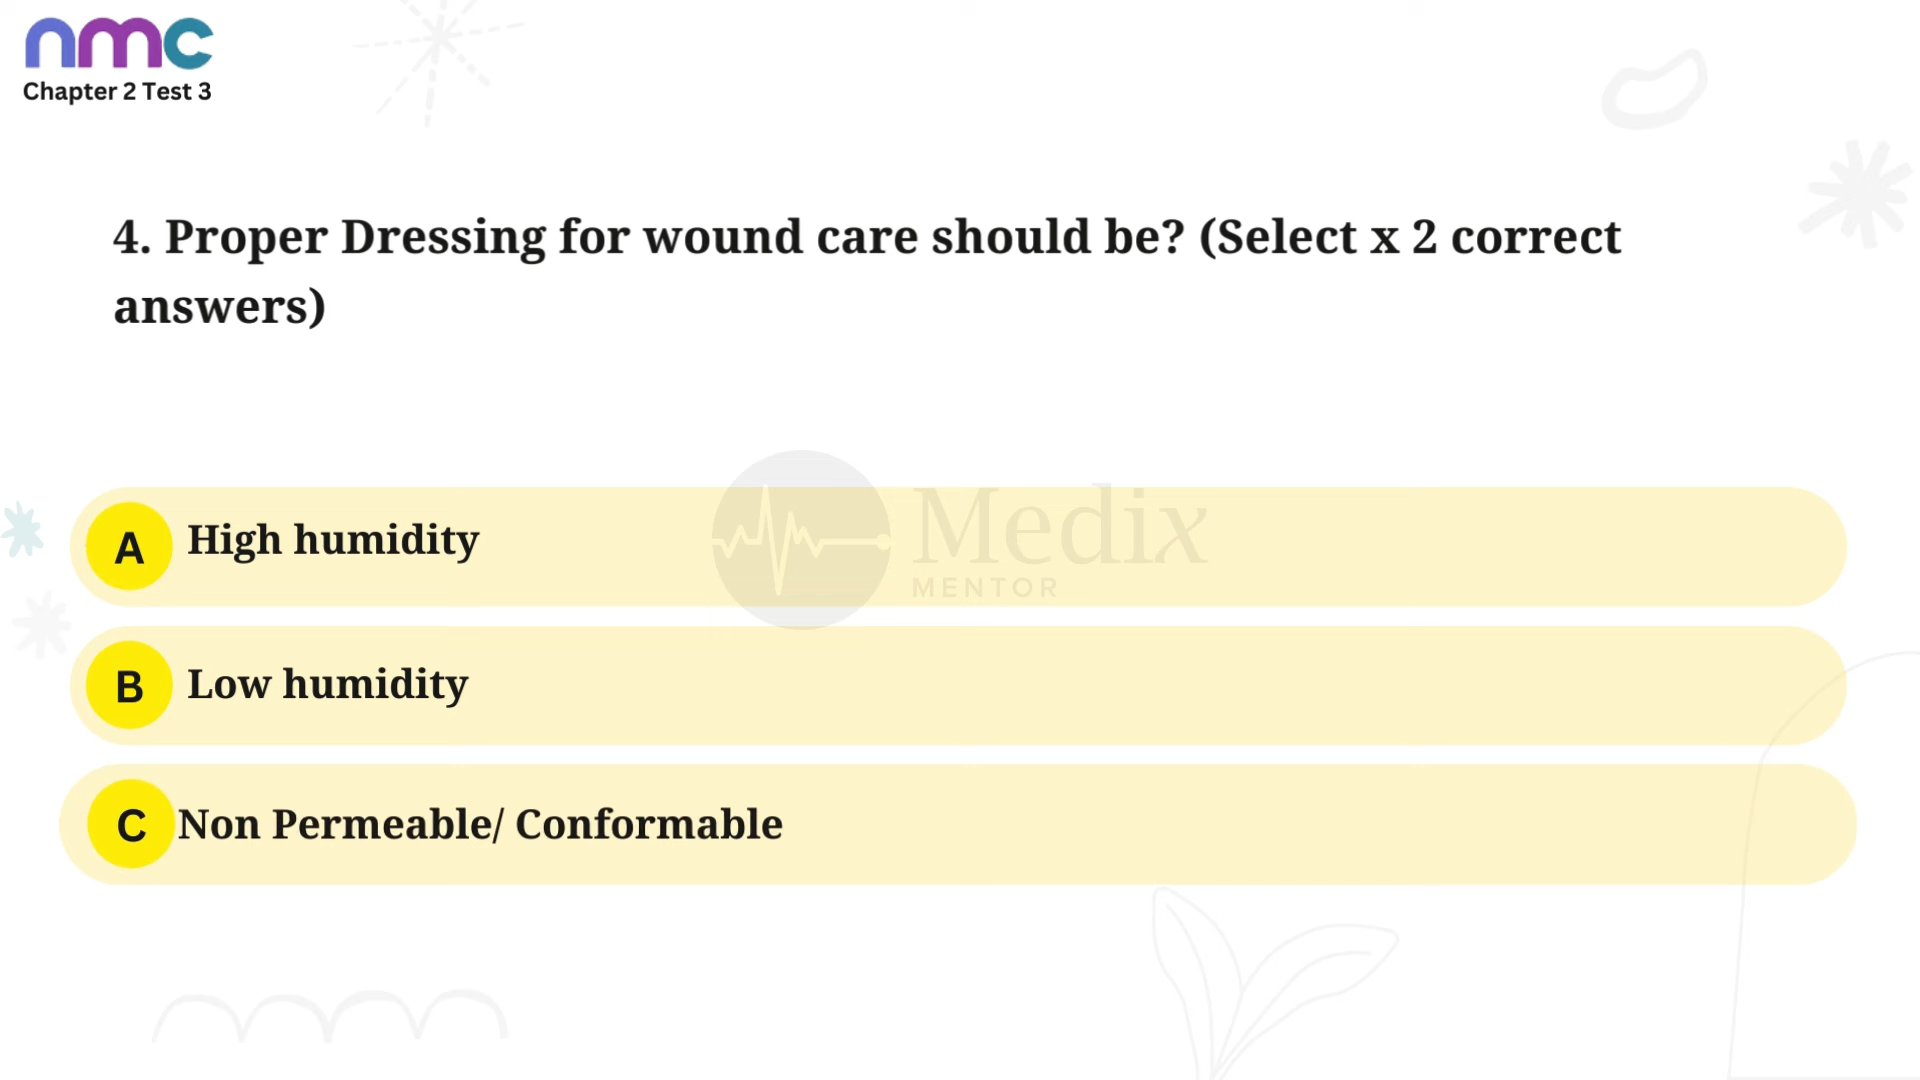 nmc
Chapter 2 Test 3
4. Proper Dressing for wound care should be? (Select x 2 correct
answers)
A High humidity
Medix
MENTOR
B Low humidity
C Non Permeable/ Conformable